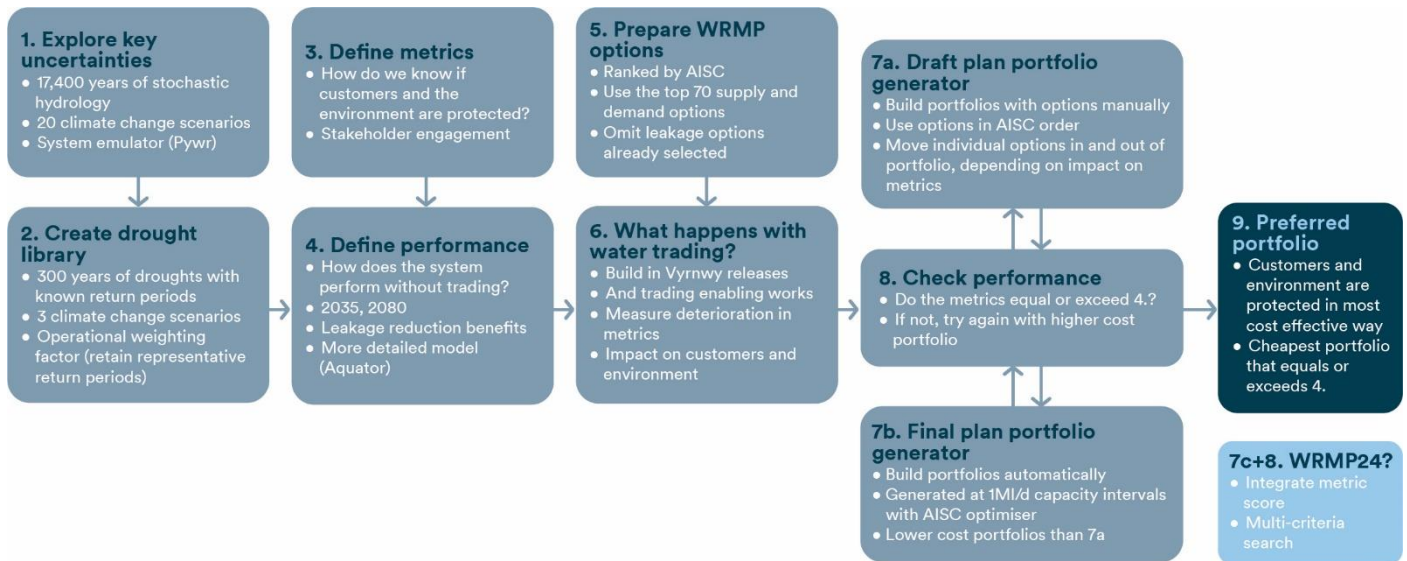 1. Explore key
uncertainties
• 17,400 years of stochastic
hydrology
• 20 climate change scenarios
• System emulator (Pywr)
2. Create drought
library
• 300 years of droughts with
known return periods
• 3 climate change scenarios
• Operational weighting
factor (retain representative
return periods)
3. Define metrics
• How do we know if
customers and the
environment are protected?
• Stakeholder engagement
4. Define performance
• How does the system
perform without trading?
• 2035, 2080
• Leakage reduction benefits
• More detailed model
(Aquator)
5. Prepare WRMP
options
• Ranked by AISC
• Use the top 70 supply and
demand options
• Omit leakage options
already selected
6. What happens with
water trading?
• Build in Vyrnwy releases
• And trading enabling works
• Measure deterioration in
metrics
• Impact on customers and
environment
7a. Draft plan portfolio
generator
• Build portfolios with options manually
• Use options in AISC order
• Move individual options in and out of
portfolio, depending on impact on
metrics
8. Check performance
• Do the metrics equal or exceed 4.?
• If not, try again with higher cost
portfolio
7b. Final plan portfolio
generator
• Build portfolios automatically
• Generated at 1Ml/d capacity intervals
with AISC optimiser
• Lower cost portfolios than 7a
9. Preferred
portfolio
• Customers and
environment are
protected in most
cost effective way
• Cheapest portfolio
that equals or
exceeds 4.
7c+8. WRMP24?
• Integrate metric
score
• Multi-criteria
search